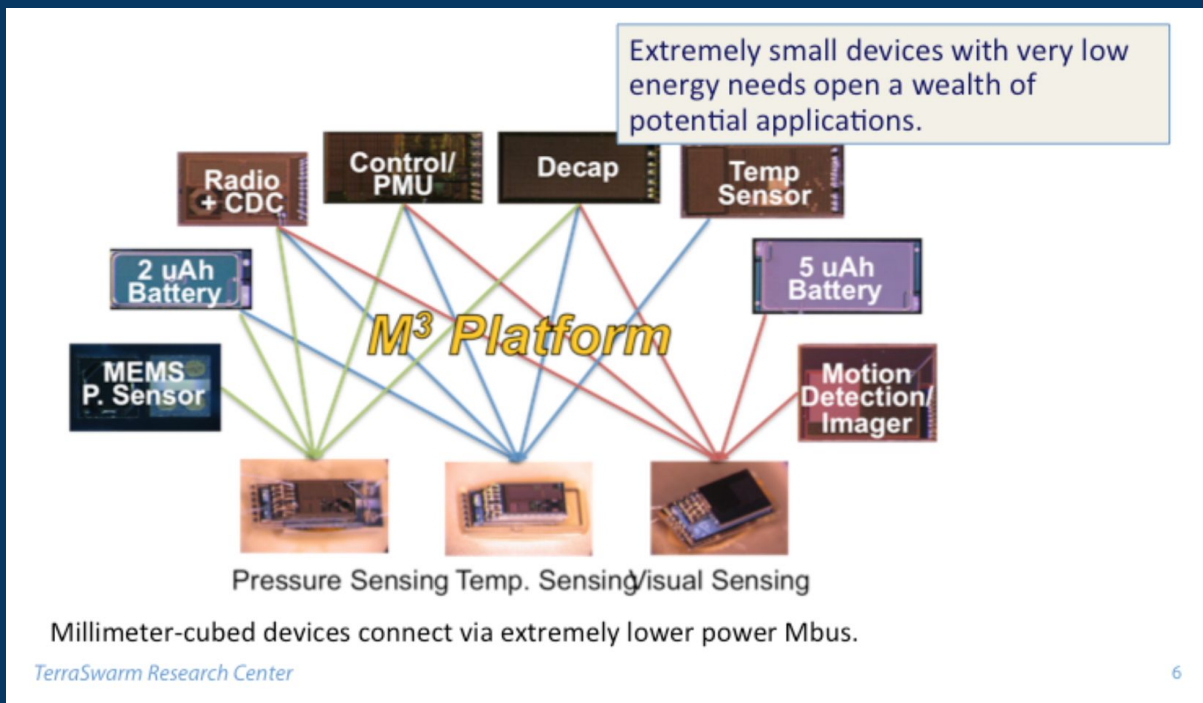 Extremely small devices with very low
energy needs open a wealth of
potential applications.
Radio
+ CDC
Control/
PMU
Decap
Temp
Sensor
2 uAh
Battery
5 uAh
Battery
M³ Platform
MEMS
P. Sensor
Motion
Detection/
Imager
Pressure Sensing Temp. Sensing Visual Sensing
Millimeter-cubed devices connect via extremely lower power Mbus.
TerraSwarm Research Center
6